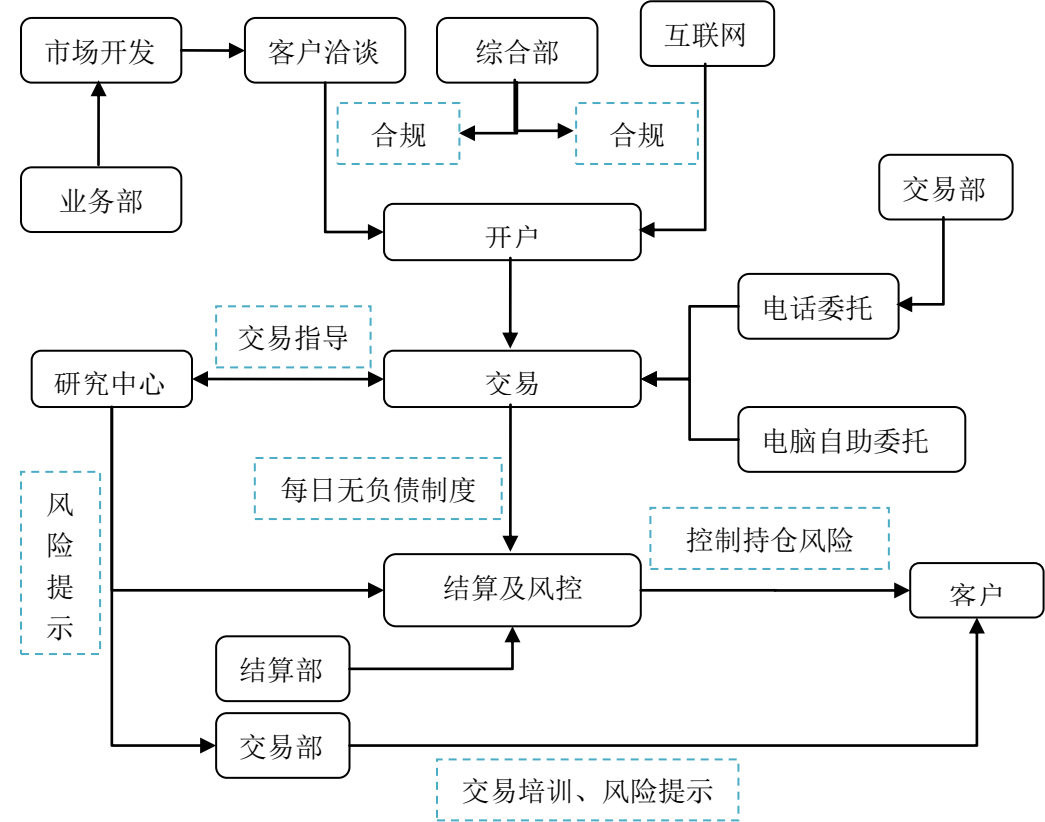 市场开发
客户洽谈
综合部
互联网
合规
合规
业务部
交易部
开户
电话委托
交易指导
研究中心
交易
电脑自助委托
每日无负债制度
风
险
提
示
控制持仓风险
结算及风控
客户
结算部
交易部
交易培训、风险提示